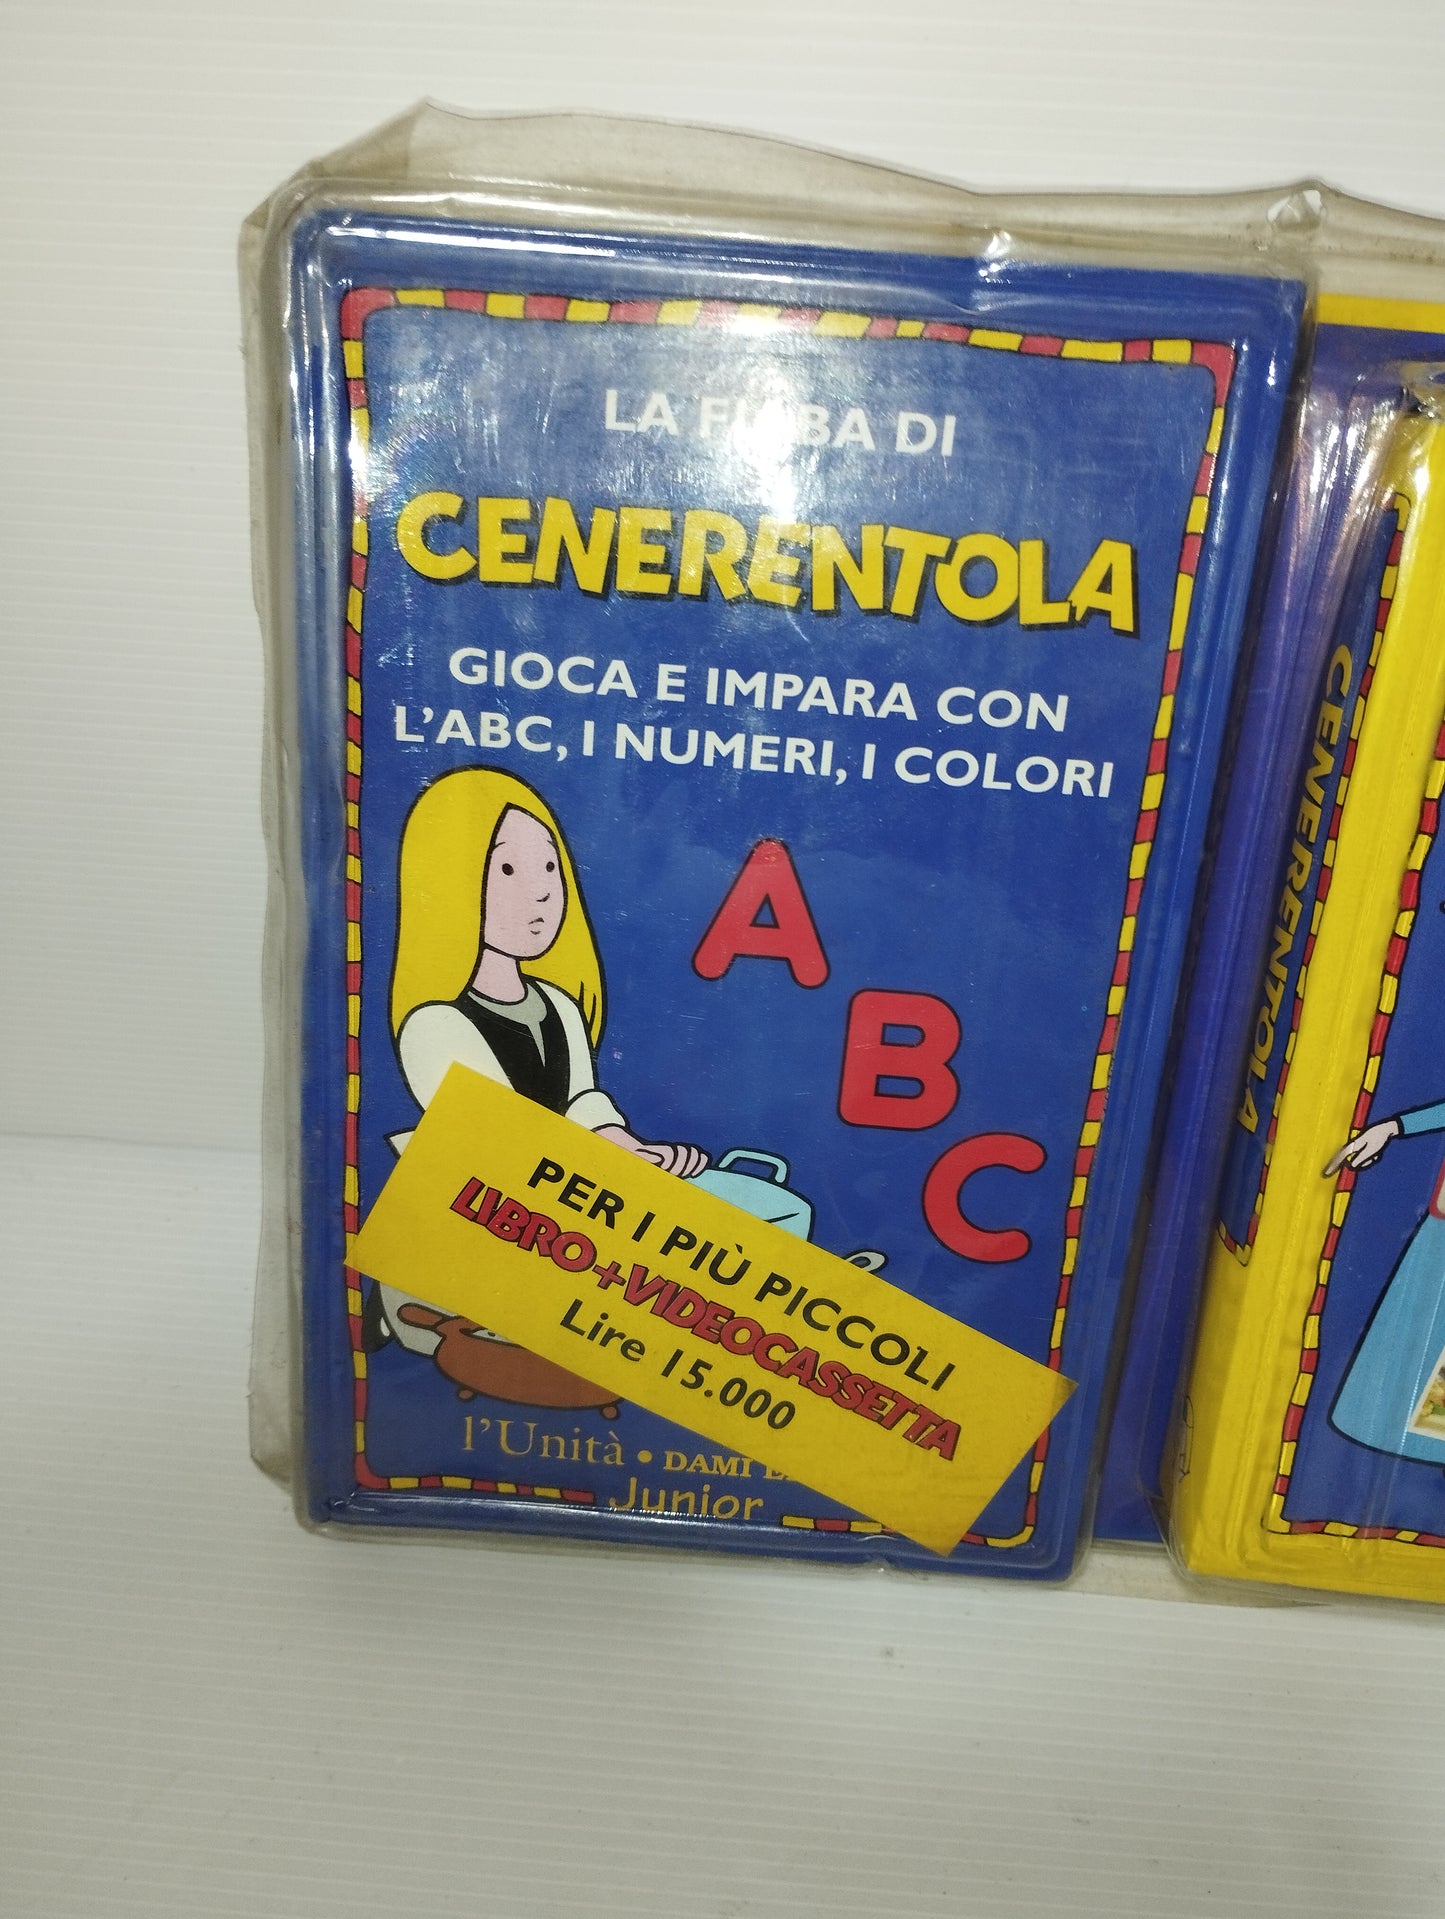 LA FIABA DI
CENERENTOLA
GIOCA E IMPARA CON
L'ABC, I NUMERI, I COLORI
A
B
C
PER I PIÙ PICCOLI
LIBRO+VIDEOCASSETTA
Lire 15.000
l'Unità • DAMI
Junior
CENERENTOLA